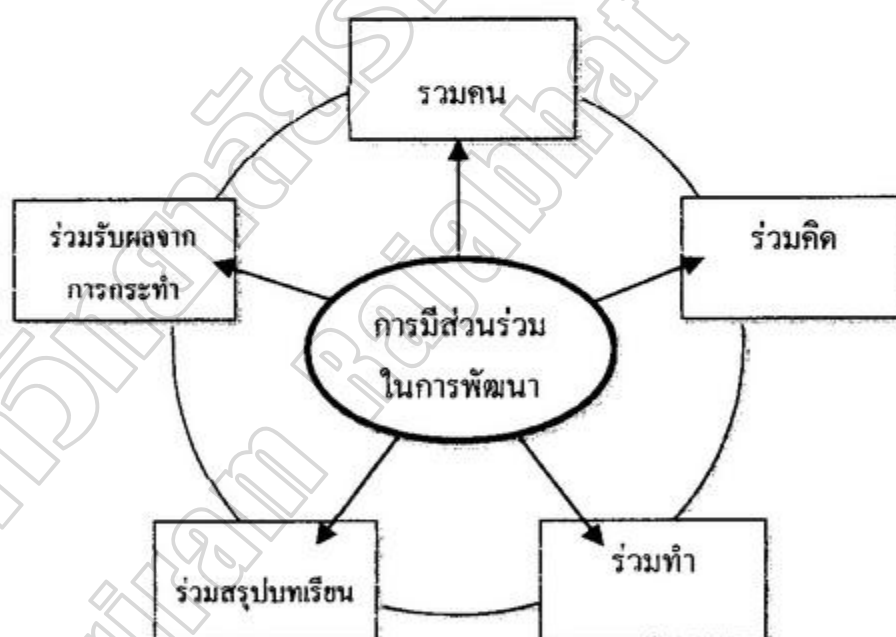 รวมคน
ร่วมคิด
ร่วมรับผลจาก
การกระทำ
การมีส่วนร่วม
ในการพัฒนา
ร่วมทำ
ร่วมสรุปบทเรียน
Rajabhat